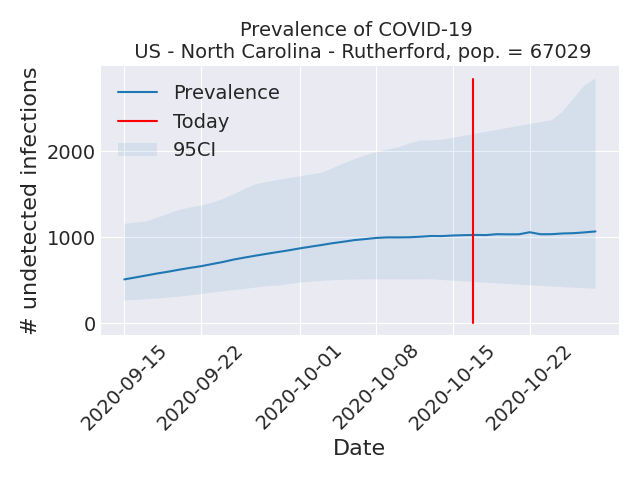 Prevalence of COVID-19
US - North Carolina - Rutherford, pop. = 67029
# undetected infections
2000
1000
0
Prevalence
Today
95CI
2020-09-15
2020-09-22
2020-10-01
2020-10-08
2020-10-15
2020-10-22
Date